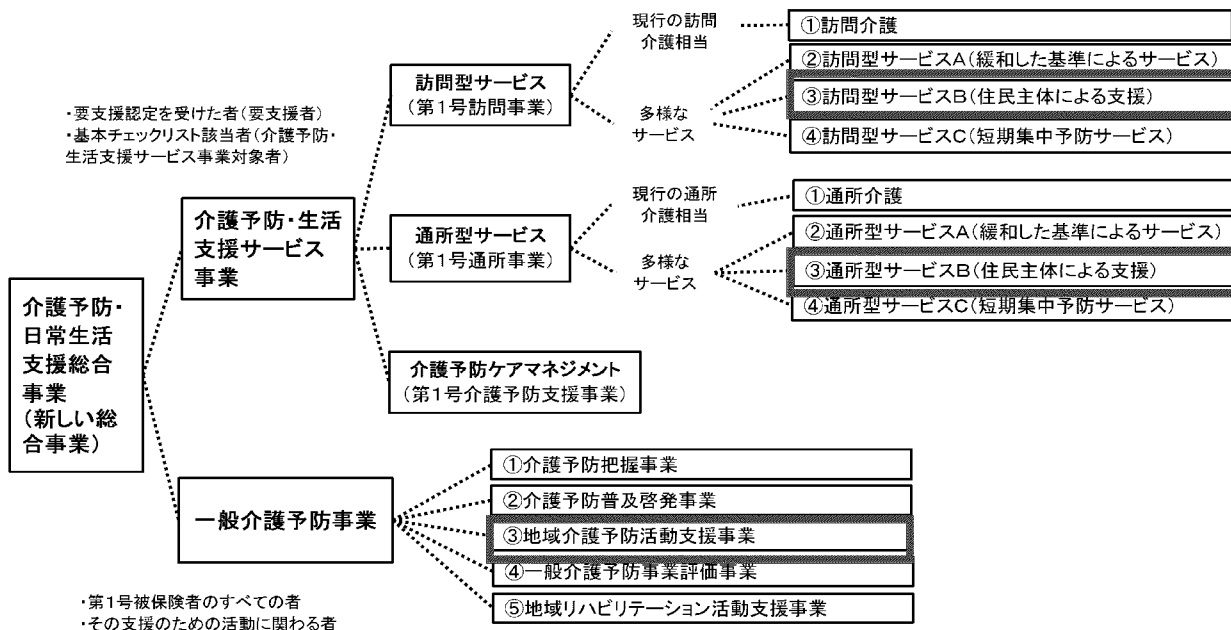 介護予防・
日常生活
支援総合
事業
(新しい総
合事業)
・要支援認定を受けた者(要支援者)
・基本チェックリスト該当者(介護予防・
生活支援サービス事業対象者)
介護予防・生活
支援サービス
事業
訪問型サービス
(第1号訪問事業)
現行の訪問
介護相当
①訪問介護
多様な
サービス
②訪問型サービスA(緩和した基準によるサービス)
③訪問型サービスB(住民主体による支援)
④訪問型サービスC(短期集中予防サービス)
通所型サービス
(第1号通所事業)
現行の通所
介護相当
①通所介護
多様な
サービス
②通所型サービスA(緩和した基準によるサービス)
③通所型サービスB(住民主体による支援)
④通所型サービスC(短期集中予防サービス)
介護予防ケアマネジメント
(第1号介護予防支援事業)
一般介護予防事業
①介護予防把握事業
②介護予防普及啓発事業
③地域介護予防活動支援事業
④一般介護予防事業評価事業
⑤地域リハビリテーション活動支援事業
・第1号被保険者のすべての者
・その支援のための活動に関わる者